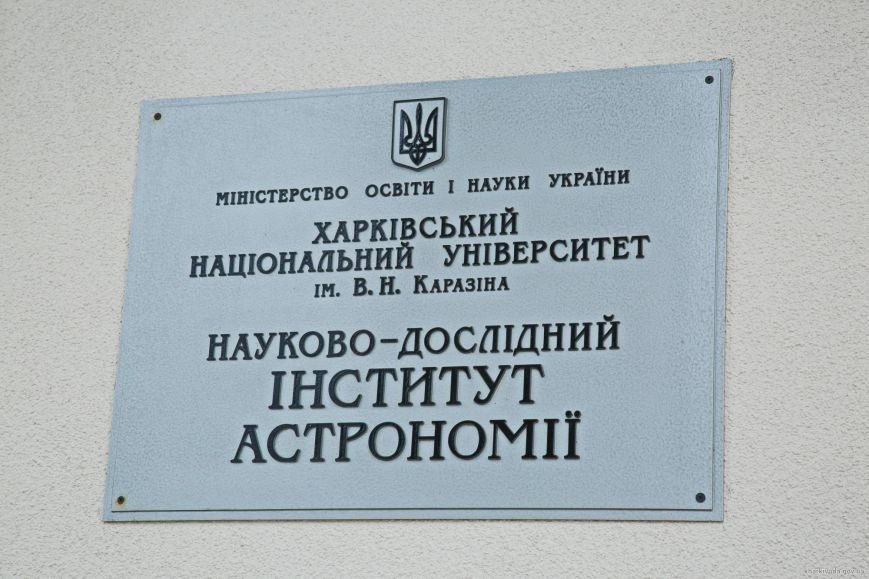 МІНІСТЕРСТВО ОСВІТИ І НАУКИ УКРАЇНИ
ХАРКІВСЬКИЙ
НАЦІОНАЛЬНИЙ УНІВЕРСИТЕТ
ІМ. В. Н. КАРАЗІНА
НАУКОВО-ДОСЛІДНИЙ
ІНСТИТУТ
АСТРОНОМІЇ